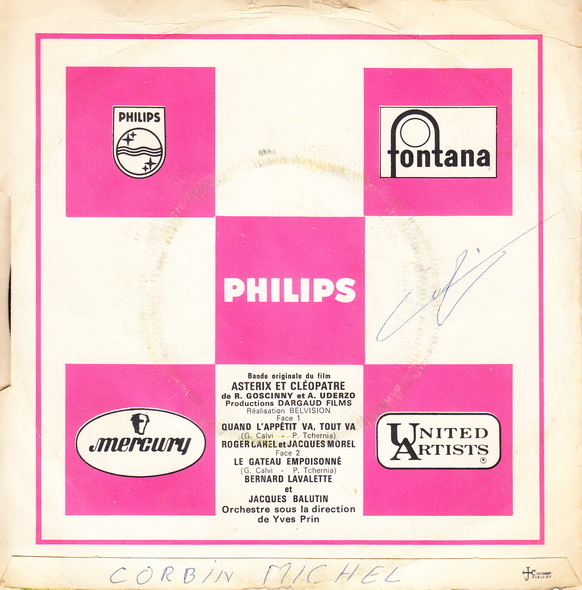 PHILIPS
fontana
PHILIPS
Bande originale du film
ASTERIX ET CLÉOPATRE
de R. GOSCINNY et A. UDERZO
Productions DARGAUD FILMS
Réalisation BELVISION
Face 1
QUAND L'APPÉTIT VA, TOUT VA
(G. Calvi - P. Tchernia)
ROGER CAREL et JACQUES MOREL
Face 2
LE GATEAU EMPOISONNÉ
(G. Calvi - P. Tchernia)
BERNARD LAVALETTE
et
JACQUES BALUTIN
Orchestre sous la direction
de Yves Prin
mercury
UNITED
ARTISTS
CORBIN MICHEL